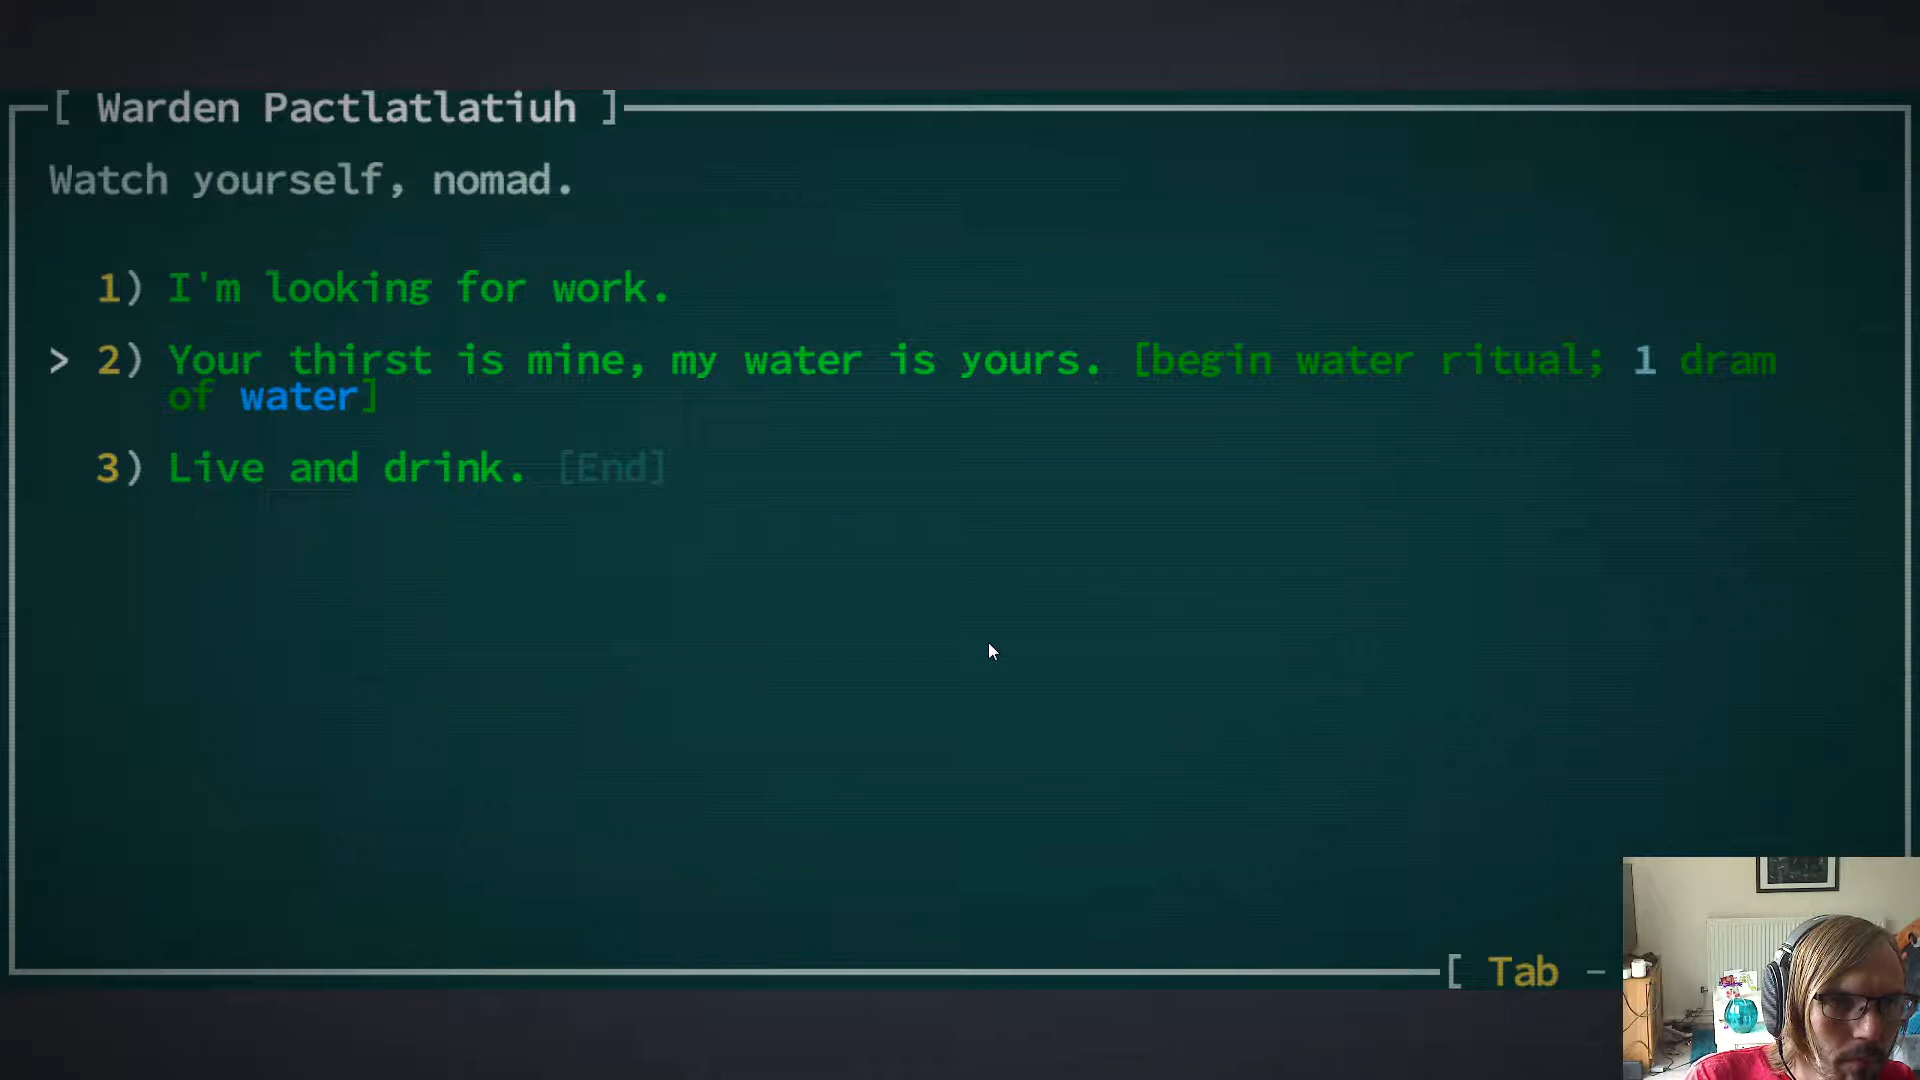 [ Warden Pactlatlatiuh ]
Watch yourself, nomad.
1) I'm looking for work.
> 2) Your thirst is mine, my water is yours. [begin water ritual; 1 dram
of water]
3) Live and drink. [End]
[ Tab -